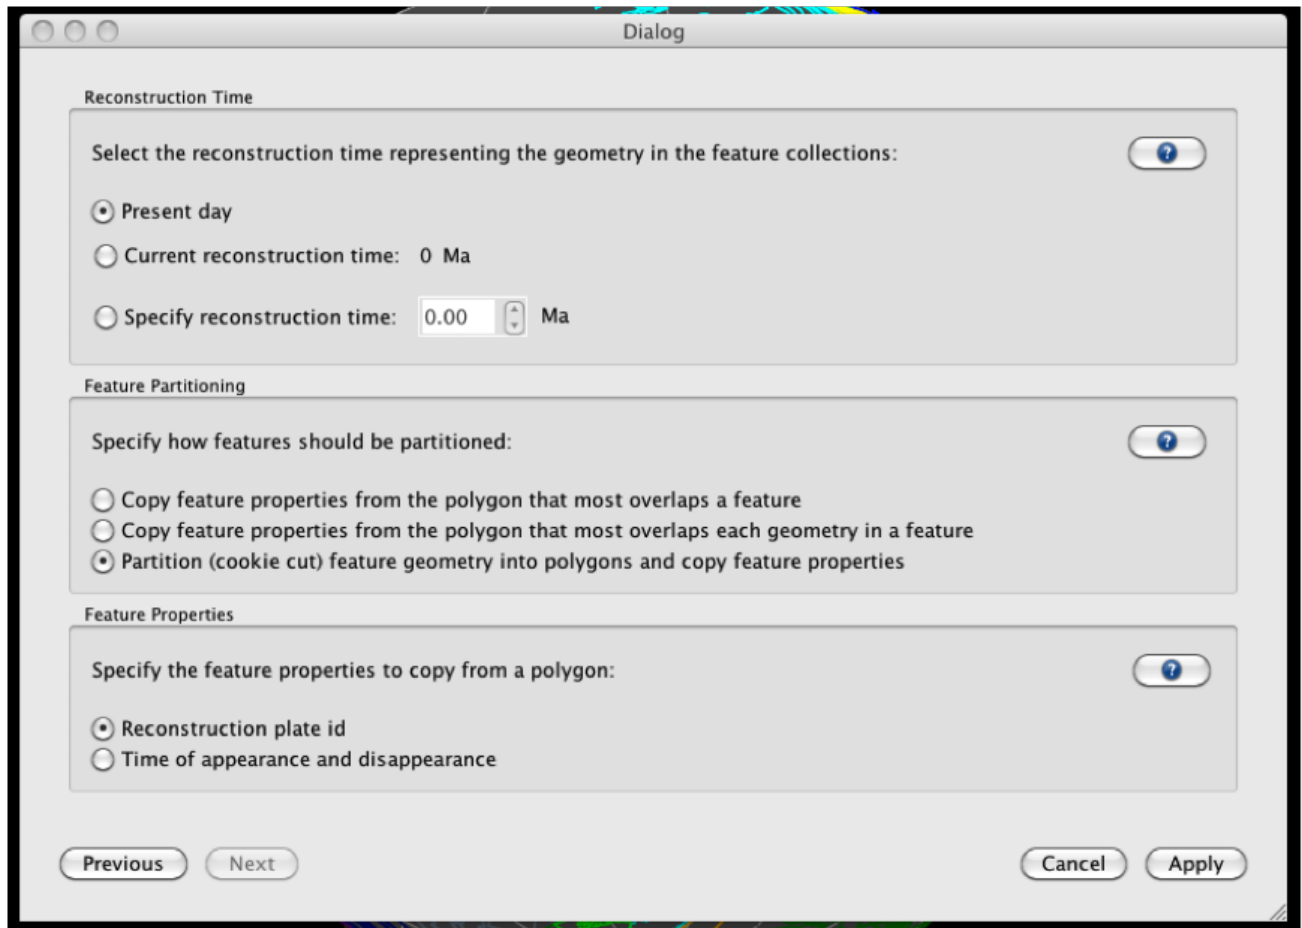 Dialog
Reconstruction Time
Select the reconstruction time representing the geometry in the feature collections:
?
Present day
Current reconstruction time: 0 Ma
Specify reconstruction time: 0.00 Ma
Feature Partitioning
Specify how features should be partitioned:
?
Copy feature properties from the polygon that most overlaps a feature
Copy feature properties from the polygon that most overlaps each geometry in a feature
Partition (cookie cut) feature geometry into polygons and copy feature properties
Feature Properties
Specify the feature properties to copy from a polygon:
?
Reconstruction plate id
Time of appearance and disappearance
Previous Next Cancel Apply